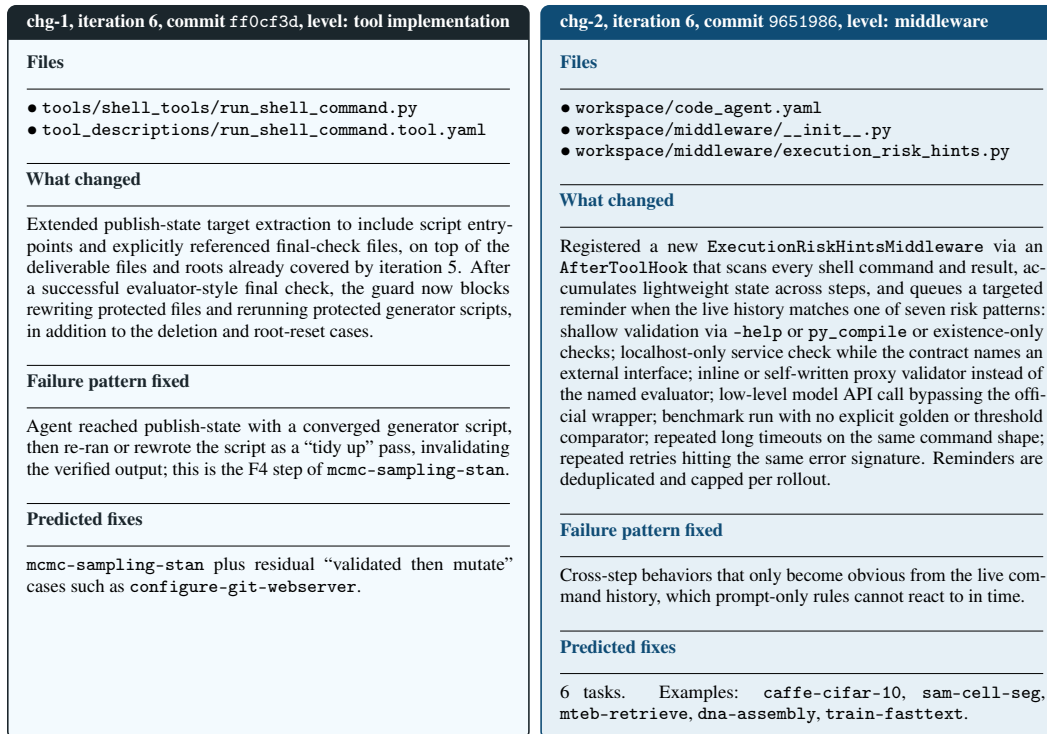 chg-1, iteration 6, commit ff0cf3d, level: tool implementation
Files
• tools/shell_tools/run_shell_command.py
• tool_descriptions/run_shell_command.tool.yaml
What changed
Extended publish-state target extraction to include script entry-
points and explicitly referenced final-check files, on top of the
deliverable files and roots already covered by iteration 5. After
a successful evaluator-style final check, the guard now blocks
rewriting protected files and rerunning protected generator scripts,
in addition to the deletion and root-reset cases.
Failure pattern fixed
Agent reached publish-state with a converged generator script,
then re-ran or rewrote the script as a “tidy up” pass, invalidating
the verified output; this is the F4 step of mcmc-sampling-stan.
Predicted fixes
mcmc-sampling-stan plus residual “validated then mutate”
cases such as configure-git-webserver.
chg-2, iteration 6, commit 9651986, level: middleware
Files
• workspace/code_agent.yaml
• workspace/middleware/__init__.py
• workspace/middleware/execution_risk_hints.py
What changed
Registered a new ExecutionRiskHintsMiddleware via an
AfterToolHook that scans every shell command and result, ac-
cumulates lightweight state across steps, and queues a targeted
reminder when the live history matches one of seven risk patterns:
shallow validation via -help or py_compile or existence-only
checks; localhost-only service check while the contract names an
external interface; inline or self-written proxy validator instead of
the named evaluator; low-level model API call bypassing the offi-
cial wrapper; benchmark run with no explicit golden or threshold
comparator; repeated long timeouts on the same command shape;
repeated retries hitting the same error signature. Reminders are
deduplicated and capped per rollout.
Failure pattern fixed
Cross-step behaviors that only become obvious from the live com-
mand history, which prompt-only rules cannot react to in time.
Predicted fixes
6 tasks. Examples: caffe-cifar-10, sam-cell-seg,
mteb-retrieve, dna-assembly, train-fasttext.